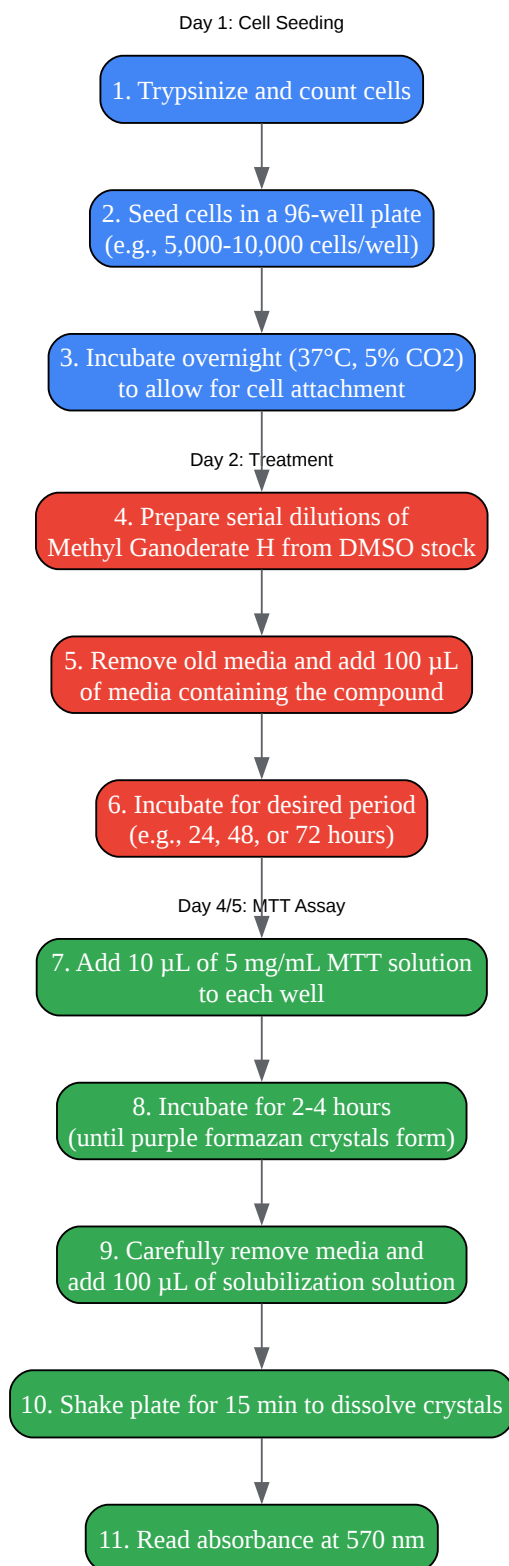 Day 1: Cell Seeding
1. Trypsinize and count cells
2. Seed cells in a 96-well plate
(e.g., 5,000-10,000 cells/well)
3. Incubate overnight (37°C, 5% CO2)
to allow for cell attachment
Day 2: Treatment
4. Prepare serial dilutions of
Methyl Ganoderate H from DMSO stock
5. Remove old media and add 100 µL
of media containing the compound
6. Incubate for desired period
(e.g., 24, 48, or 72 hours)
Day 4/5: MTT Assay
7. Add 10 µL of 5 mg/mL MTT solution
to each well
8. Incubate for 2-4 hours
(until purple formazan crystals form)
9. Carefully remove media and
add 100 µL of solubilization solution
10. Shake plate for 15 min to dissolve crystals
11. Read absorbance at 570 nm